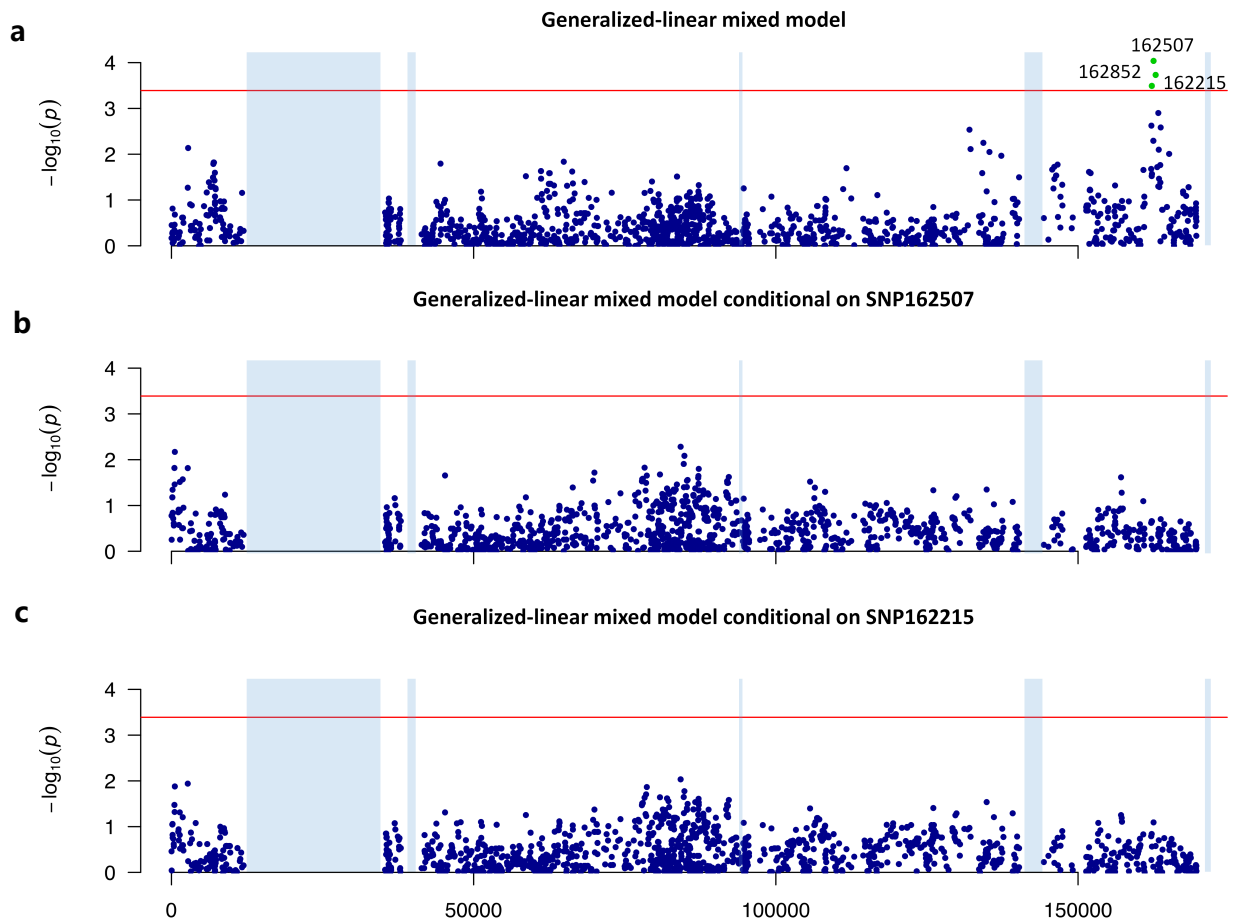 a
Generalized-linear mixed model
162507
162852
162215
4
3
2
1
0
−log10(p)
Generalized-linear mixed model conditional on SNP162507
b
4
3
2
1
0
−log10(p)
c
Generalized-linear mixed model conditional on SNP162215
4
3
2
1
0
−log10(p)
0 50000 100000 150000